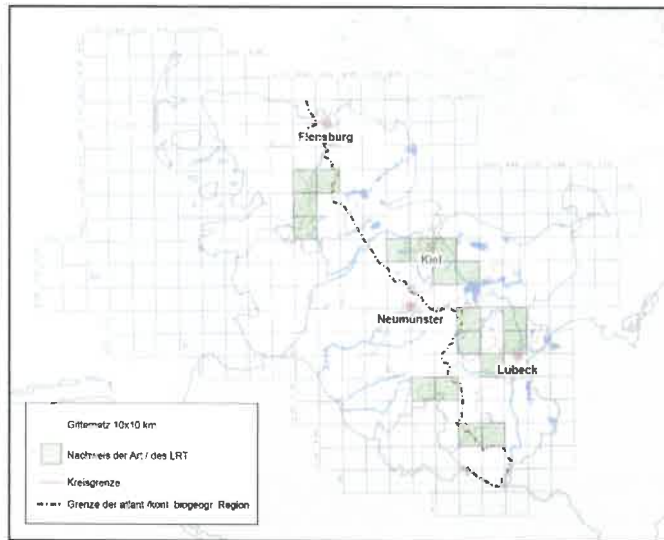 Flensburg
Kiel
Neumünster
Lübeck
Gitternetz 10x10 km
Nachweis der Art / des LRT
Kreisgrenze
Grenze der atlant /kont. biogeogr. Region